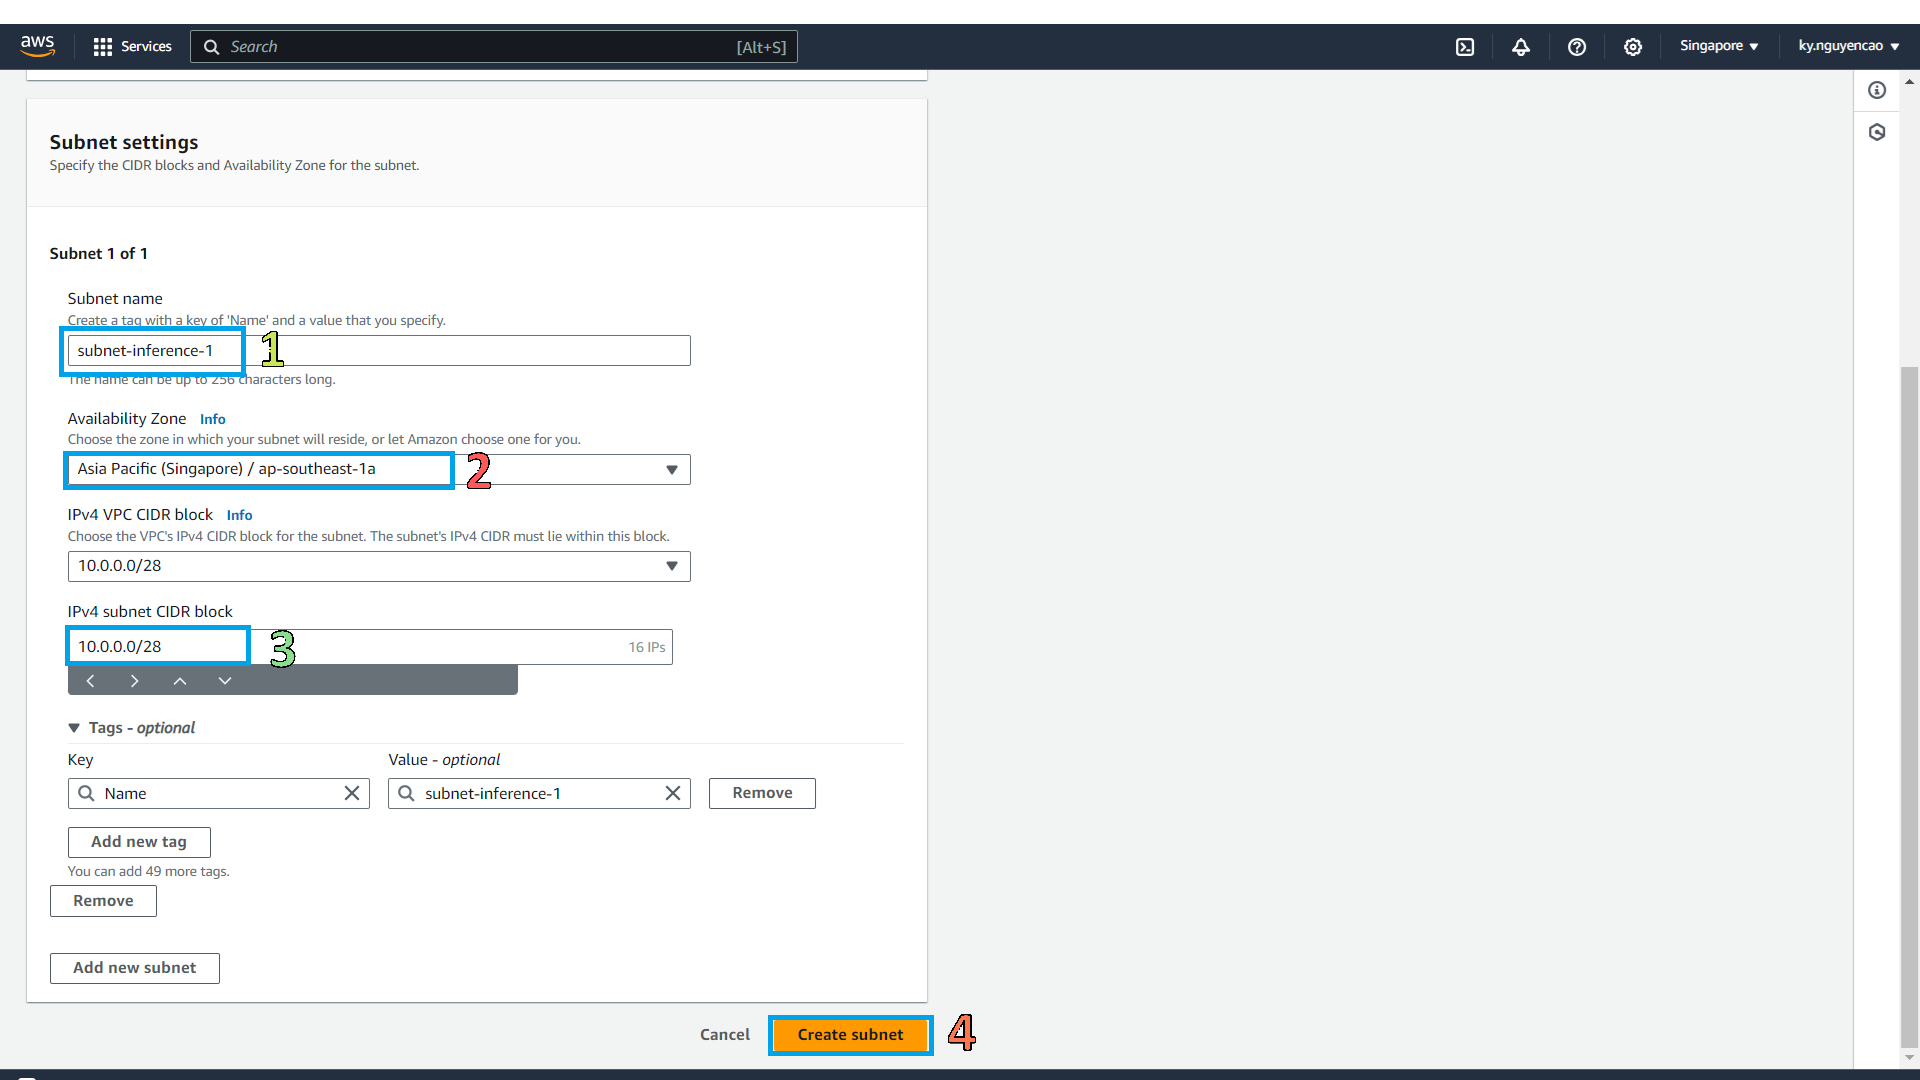 aws Services Search [Alt+S] Singapore ky.nguyencao
Subnet settings
Specify the CIDR blocks and Availability Zone for the subnet.
Subnet 1 of 1
Subnet name
Create a tag with a key of 'Name' and a value that you specify.
subnet-inference-1 1
The name can be up to 256 characters long.
Availability Zone Info
Choose the zone in which your subnet will reside, or let Amazon choose one for you.
Asia Pacific (Singapore) / ap-southeast-1a 2
IPv4 VPC CIDR block Info
Choose the VPC's IPv4 CIDR block for the subnet. The subnet's IPv4 CIDR must lie within this block.
10.0.0.0/28
IPv4 subnet CIDR block
10.0.0.0/28 3 16 IPs
Tags - optional
Key Value - optional
Name subnet-inference-1 Remove
Add new tag
You can add 49 more tags.
Remove
Add new subnet
Cancel Create subnet 4